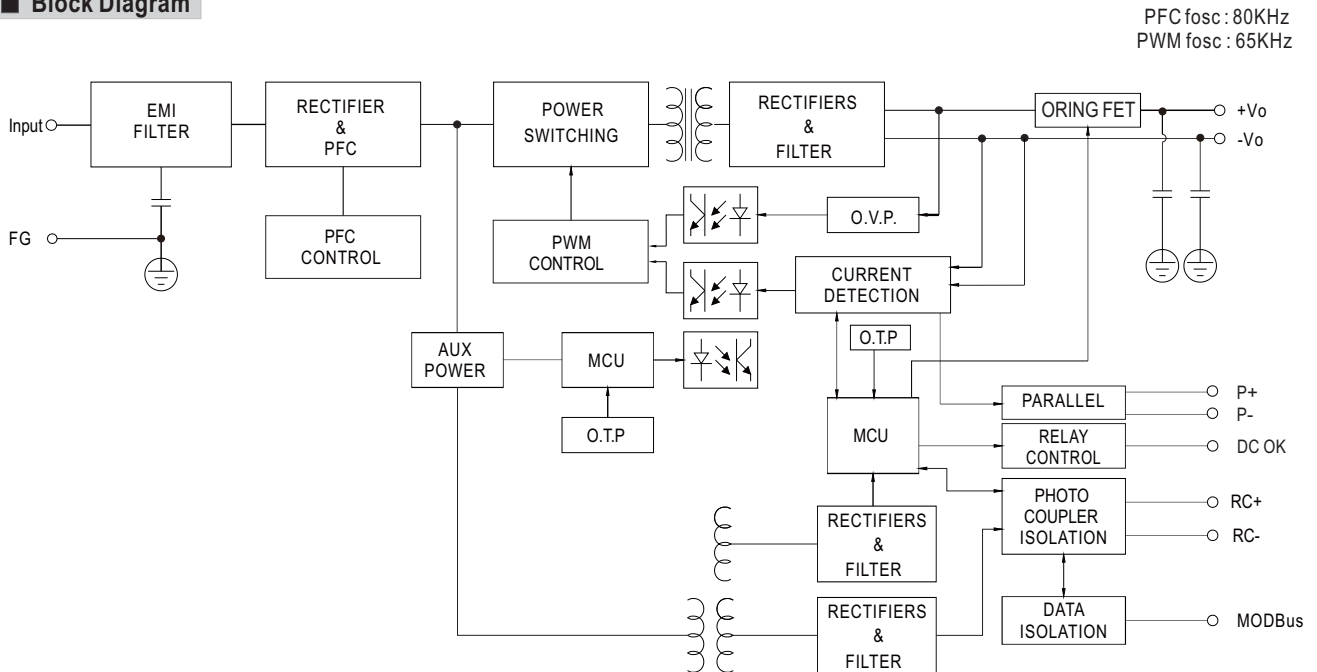 ■ Block Diagram
PFC fosc : 80KHz
PWM fosc : 65KHz
Input
EMI
FILTER
RECTIFIER
&
PFC
POWER
SWITCHING
RECTIFIERS
&
FILTER
ORING FET
+Vo
-Vo
FG
PFC
CONTROL
PWM
CONTROL
O.V.P.
CURRENT
DETECTION
AUX
POWER
MCU
O.T.P
O.T.P
MCU
PARALLEL
P+
P-
RELAY
CONTROL
DC OK
PHOTO
COUPLER
ISOLATION
RC+
RC-
RECTIFIERS
&
FILTER
RECTIFIERS
&
FILTER
DATA
ISOLATION
MODBus